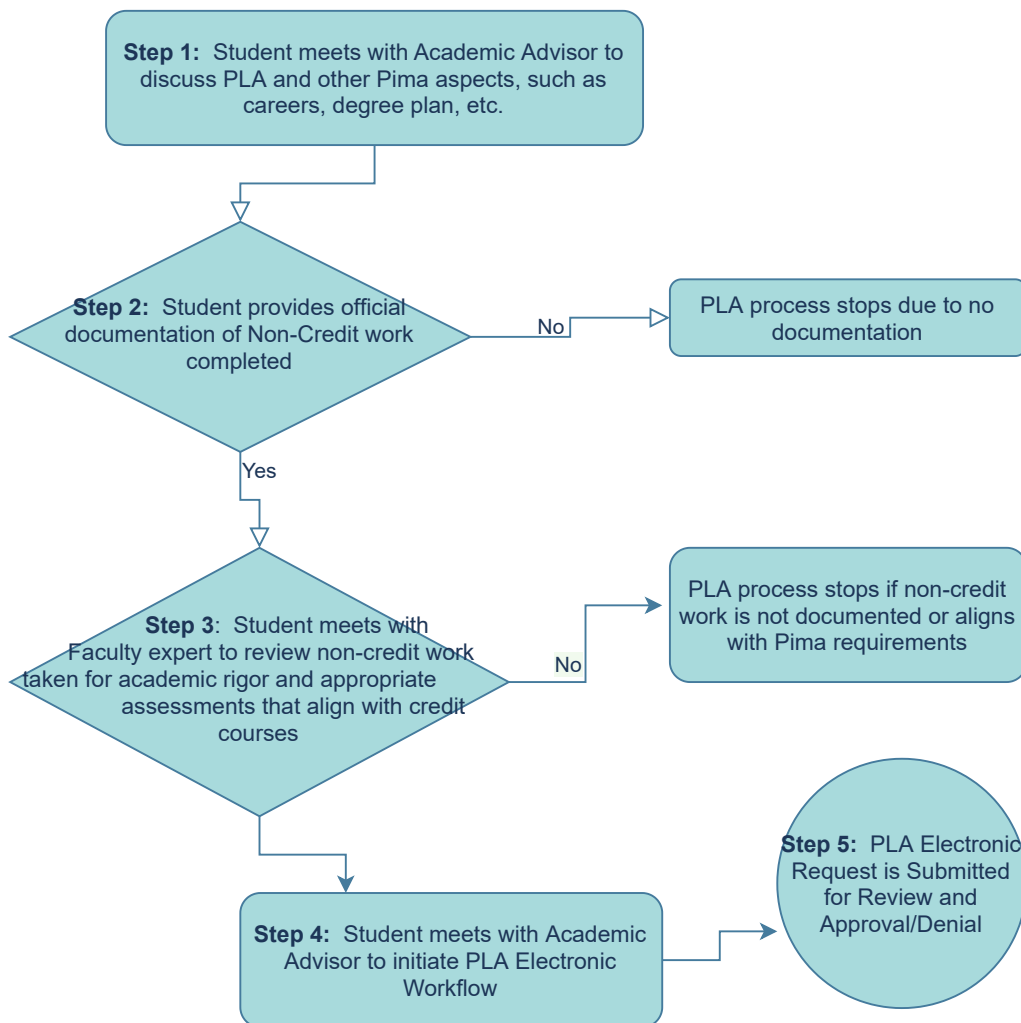 Step 1: Student meets with Academic Advisor to
discuss PLA and other Pima aspects, such as
careers, degree plan, etc.
Step 2: Student provides official
documentation of Non-Credit work
completed
No
PLA process stops due to no
documentation
Yes
Step 3: Student meets with
Faculty expert to review non-credit work
taken for academic rigor and appropriate
assessments that align with credit
courses
No
PLA process stops if non-credit
work is not documented or aligns
with Pima requirements
Step 4: Student meets with Academic
Advisor to initiate PLA Electronic
Workflow
Step 5: PLA Electronic
Request is Submitted
for Review and
Approval/Denial